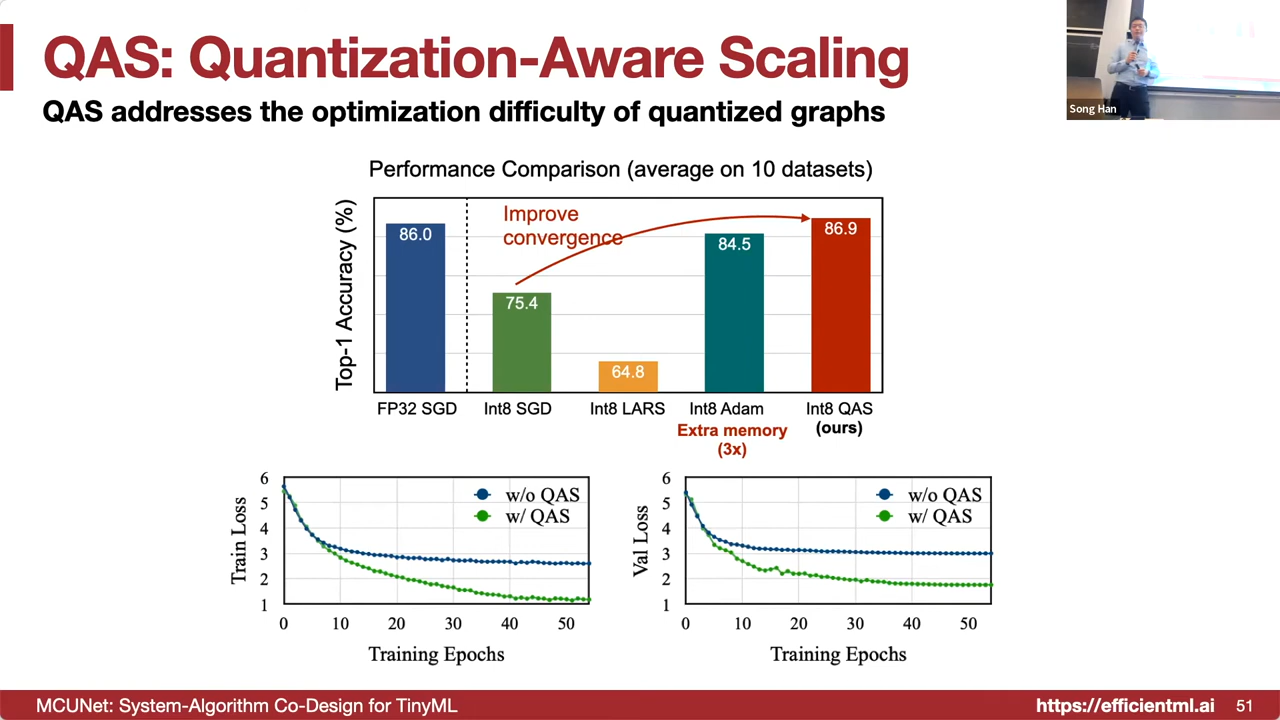 QAS: Quantization-Aware Scaling
QAS addresses the optimization difficulty of quantized graphs
Song Han
Performance Comparison (average on 10 datasets)
Top-1 Accuracy (%)
Improve
convergence
86.0
75.4
64.8
84.5
86.9
FP32 SGD
Int8 SGD
Int8 LARS
Int8 Adam
Extra memory
(3x)
Int8 QAS
(ours)
Train Loss
6
5
4
3
2
1
w/o QAS
w/ QAS
0 10 20 30 40 50
Training Epochs
Val Loss
6
5
4
3
2
1
w/o QAS
w/ QAS
0 10 20 30 40 50
Training Epochs
MCUNet: System-Algorithm Co-Design for TinyML
https://efficientml.ai
51